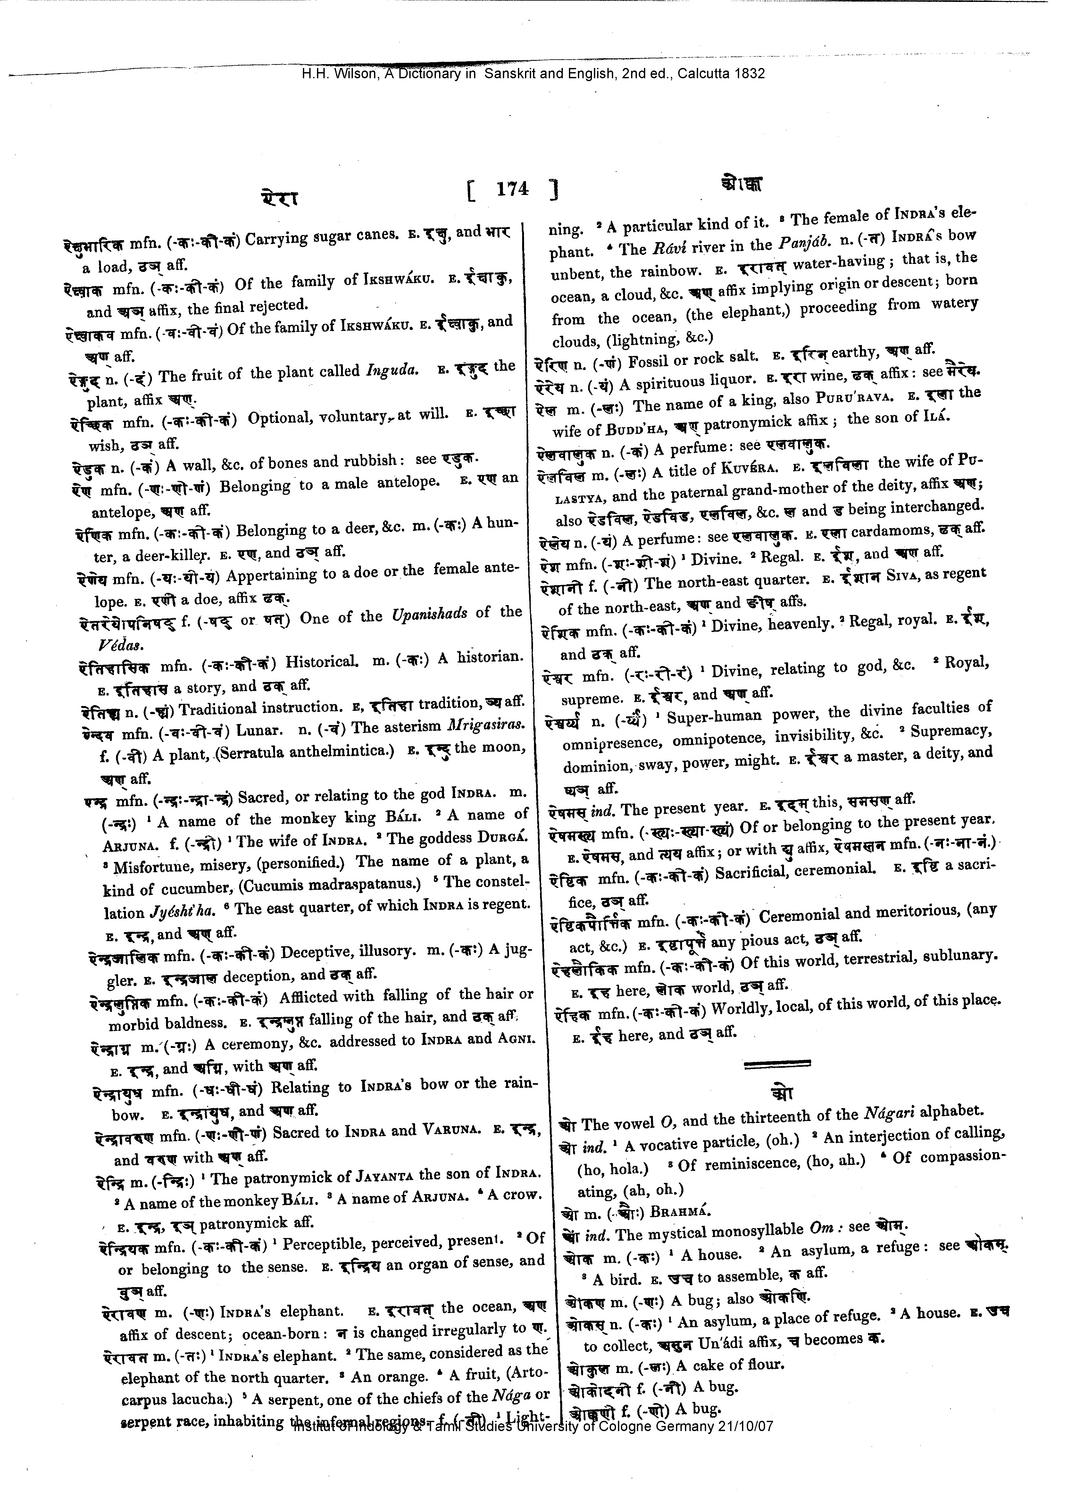 H.H. Wilson, A Dictionary in Sanskrit and English, 2nd ed., Calcutta 1832
ऐरा [ 174 ] ओक
ऐक्षुभारिक mfn. (-कः-की-कं) Carrying sugar canes. E. इक्षु, and भार
a load, ठञ् aff.
ऐक्ष्वाक mfn. (-कः-की-कं) Of the family of IKSHWÁKU. E. ईक्ष्वाकु,
and अञ् affix, the final rejected.
ऐक्ष्वाकव mfn. (-वः-वी-वं) Of the family of IKSHWÁKU. E. ईक्ष्वाकु, and
अण् aff.
ऐङ्गुद n. (-दं) The fruit of the plant called Inguda. E. इङ्गुद the
plant, affix अण्.
ऐच्छिक mfn. (-कः-की-कं) Optional, voluntary, at will. E. इच्छा
wish, ठञ aff.
ऐडुक n. (-कं) A wall, &c. of bones and rubbish: see एडुक.
ऐण mfn. (-णः-णी-णं) Belonging to a male antelope. E. एण an
antelope, अण् aff.
ऐणिक mfn. (-कः-की-कं) Belonging to a deer, &c. m. (-कः) A hun-
ter, a deer-killer. E. एण, and ठञ् aff.
ऐणेय mfn. (-यः-यी-यं) Appertaining to a doe or the female ante-
lope. E. एणी a doe, affix ढक्.
ऐतरेयोपनिषद् f. (-षद् or षत्) One of the Upanishads of the
Védas.
ऐतिहासिक mfn. (-कः-की-कं) Historical. m. (-कः) A historian.
E. इतिहास a story, and ठक् aff.
ऐतिह्य n. (-ह्यं) Traditional instruction. E, इतिहा tradition, ञ्य aff.
ऐन्दव mfn. (-वः-वी-वं) Lunar. n. (-वं) The asterism Mrigasiras.
f. (-वी) A plant, (Serratula anthelmintica.) E. इन्दु the moon,
अण् aff.
एन्द्र mfn. (-न्द्रः-न्द्रा-न्द्रं) Sacred, or relating to the god INDRA. m.
(-न्द्रः) ¹ A name of the monkey king BÁLI. ² A name of
ARJUNA. f. (-न्द्री) ¹ The wife of INDRA. ² The goddess DURGÁ.
³ Misfortune, misery, (personified.) The name of a plant, a
kind of cucumber, (Cucumis madraspatanus.) ⁵ The constel-
lation Jyésht'ha. ⁶ The east quarter, of which INDRA is regent.
E. इन्द्र, and अण् aff.
ऐन्द्रजालिक mfn. (-कः-की-कं) Deceptive, illusory. m. (-कः) A jug-
gler. E. इन्द्रजाल deception, and ठक् aff.
ऐन्द्रलुप्तिक mfn. (-कः-की-कं) Afflicted with falling of the hair or
morbid baldness. E. इन्द्रलुप्त falling of the hair, and ठक् aff.
ऐन्द्राग्न m. (-ग्नः) A ceremony, &c. addressed to INDRA and AGNI.
E. इन्द्र, and अग्नि, with अण् aff.
ऐन्द्रायुध mfn. (-धः-धी-धं) Relating to INDRA's bow or the rain-
bow. E. इन्द्रायुध, and अण् aff.
ऐन्द्रावरुण mfn. (-णः-णी-णं) Sacred to INDRA and VARUNA. E. इन्द्र,
and वरुण with अण् aff.
ऐन्द्रि m. (-न्द्रिः) ¹ The patronymick of JAYANTA the son of INDRA.
² A name of the monkey BÁLI. ³ A name of ARJUNA. ⁴ A crow.
E. इन्द्र, इञ् patronymick aff.
ऐन्द्रियक mfn. (-कः-की-कं) ¹ Perceptible, perceived, present. ² Of
or belonging to the sense. E. इन्द्रिय an organ of sense, and
वुञ् aff.
ऐरावण m. (-णः) INDRA's elephant. E. इरावत् the ocean, अण
affix of descent; ocean-born: न is changed irregularly to ण.
ऐरावत m. (-तः) ¹ INDRA's elephant. ² The same, considered as the
elephant of the north quarter. ³ An orange. ⁴ A fruit, (Arto-
carpus lacucha.) ⁵ A serpent, one of the chiefs of the Nága or
serpent race, inhabiting the infernal regions. f. (-ती) ¹ Light-
ning. ² A particular kind of it. ³ The female of INDRA's ele-
phant. ⁴ The Ráví river in the Panjáb. n. (-त) INDRÁ's bow
unbent, the rainbow. E. इरावत् water-having; that is, the
ocean, a cloud, &c. अण् affix implying origin or descent; born
from the ocean, (the elephant,) proceeding from watery
clouds, (lightning, &c.)
ऐरिण n. (-णं) Fossil or rock salt. E. इरिन earthy, अण् aff.
ऐरेय n. (-यं) A spirituous liquor. E. इरा wine, ढक् affix: see मैरेय.
ऐल m. (-लः) The name of a king, also PURU'RAVA. E. इला the
wife of BUDD'HA, अण् patronymick affix; the son of ILÁ.
ऐलवालुक n. (-कं) A perfume: see एलवालुक.
ऐलविल m. (-लः) A title of KUVÉRA. E. इलविला the wife of PU-
LASTYA, and the paternal grand-mother of the deity, affix अण्;
also ऐडविल, ऐडविड, एलविल, &c. ल and ड being interchanged.
ऐलेय n. (-यं) A perfume: see एलवालुक. E. एला cardamoms, ढक् aff.
ऐश mfn. (-शः-शी-शं) ¹ Divine. ² Regal. E. ईश, and अण् aff.
ऐशानी f. (-नी) The north-east quarter. E. ईशान SIVA, as regent
of the north-east, अण् and ङीष् affs.
ऐशिक mfn. (-कः-की-कं) ¹ Divine, heavenly. ² Regal, royal. E. ईश,
and ठक् aff.
ऐश्वर mfn. (-रः-री-रं) ¹ Divine, relating to god, &c. ² Royal,
supreme. E. ईश्वर, and अण् aff.
ऐश्वर्य्य n. (-र्य्यं) ¹ Super-human power, the divine faculties of
omnipresence, omnipotence, invisibility, &c. ² Supremacy,
dominion, sway, power, might. E. ईश्वर a master, a deity, and
ष्यञ् aff.
ऐषमस् ind. The present year. E. इदम् this, समसण् aff.
ऐषमस्त्य mfn. (-स्त्यः-स्त्या-स्त्यं) Of or belonging to the present year.
E. ऐषमस्, and त्यय affix; or with द्यु affix, ऐषमस्तन mfn. (-नः-ना-नं.)
ऐष्टिक mfn. (-कः-की-कं) Sacrificial, ceremonial. E. इष्टि a sacri-
fice, ठञ् aff.
ऐष्टिकपौर्त्तिक mfn. (-कः-की-कं) Ceremonial and meritorious, (any
act, &c.) E. इष्टापूर्त्त any pious act, ठञ् aff.
ऐहलौकिक mfn. (-कः-की-कं) Of this world, terrestrial, sublunary.
E. इह here, लोक world, ठञ् aff.
ऐहिक mfn. (-कः-की-कं) Worldly, local, of this world, of this place.
E. ईह here, and ठञ् aff.
ओ
ओ The vowel O, and the thirteenth of the Nágari alphabet.
ओ ind. ¹ A vocative particle, (oh.) ² An interjection of calling,
(ho, hola.) ³ Of reminiscence, (ho, ah.) ⁴ Of compassion-
ating, (ah, oh.)
ओ m. (-औः) BRAHMÁ.
ओं ind. The mystical monosyllable Om: see ओम्.
ओक m. (-कः) ¹ A house. ² An asylum, a refuge: see ओकस्.
³ A bird. E. उच to assemble, क aff.
ओकण m. (-णः) A bug; also ओकणि.
ओकस् n. (-कः) ¹ An asylum, a place of refuge. ² A house. E. उच
to collect, असुन् Un'ádi affix, च becomes क.
ओकुल m. (-लः) A cake of flour.
ओकोदनी f. (-नी) A bug.
ओक्कणी f. (-णी) A bug.
Institut of Indology & Tamil Studies University of Cologne Germany 21/10/07